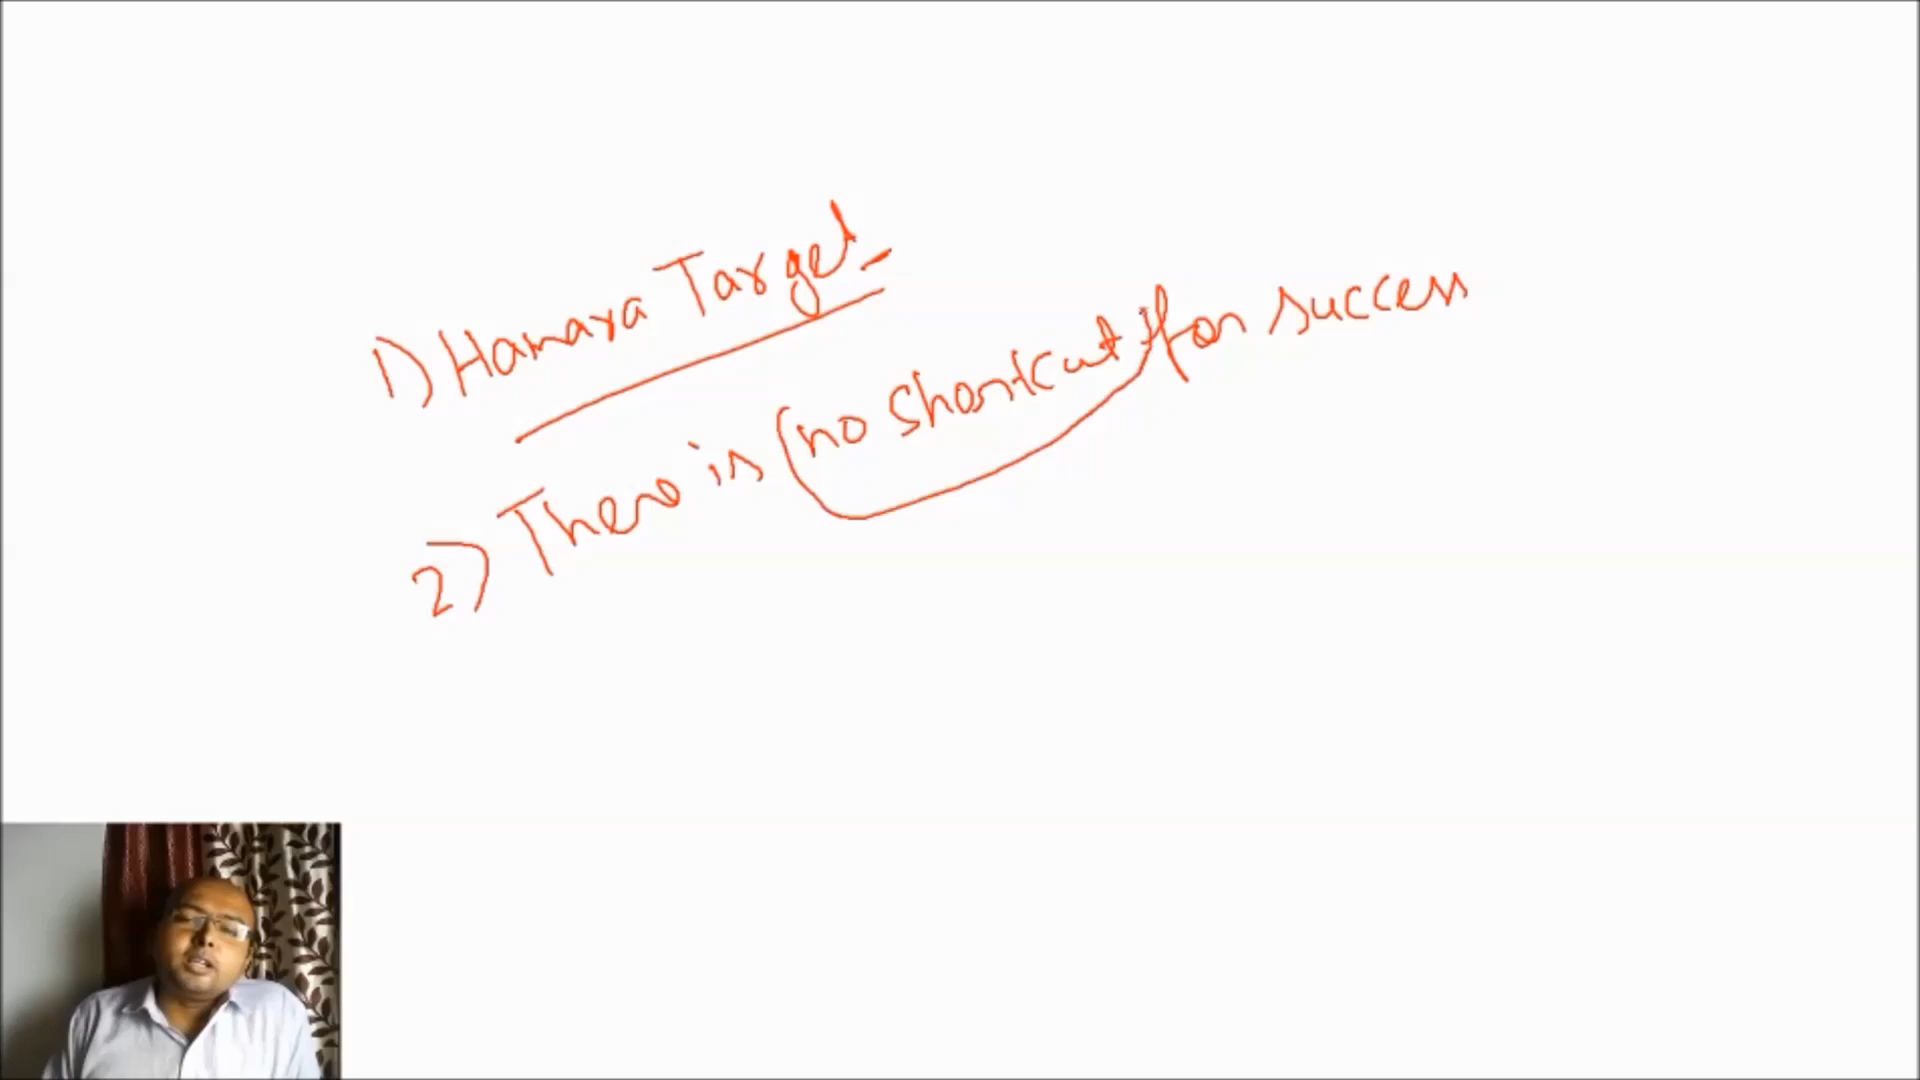 1) Hamara Target
2) There is (no shortcut) for success